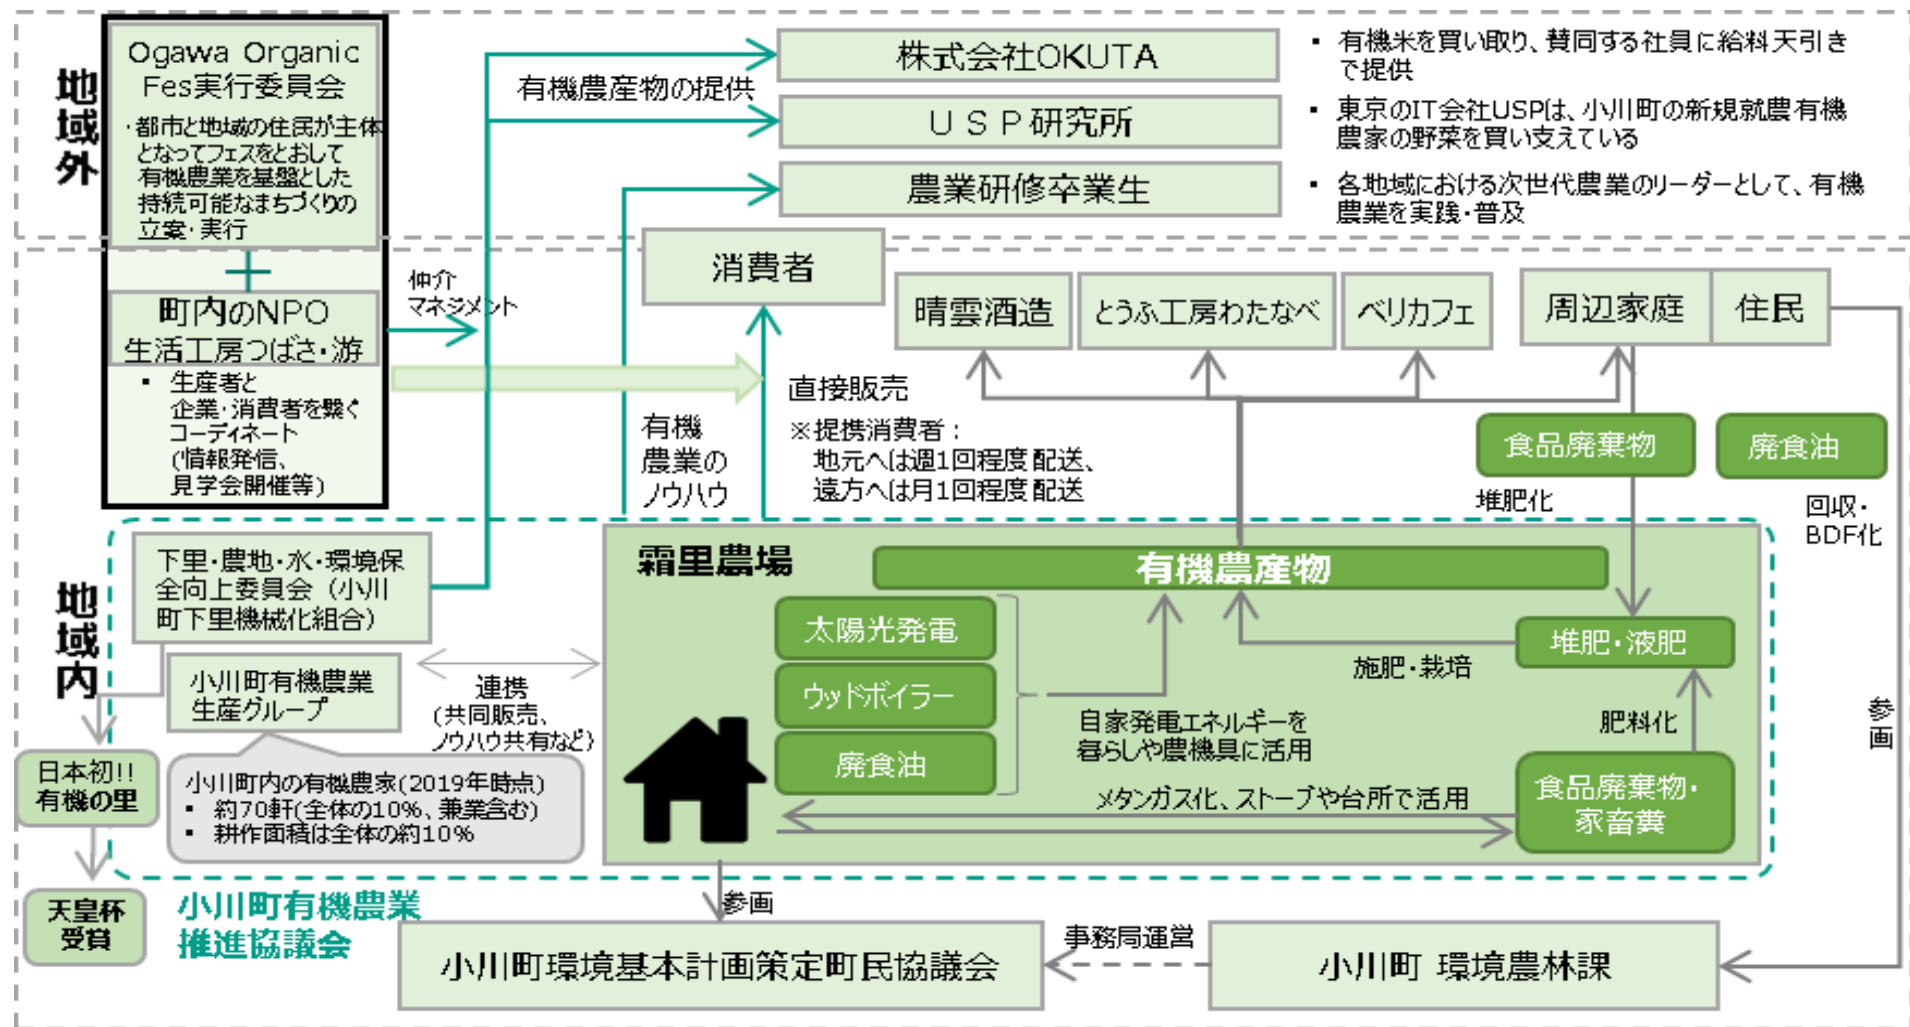 地域外
Ogawa Organic
Fes実行委員会
・都市と地域の住民が主体
となってフェスをとおして
有機農業を基盤とした
持続可能なまちづくりの
立案・実行
＋
町内のNPO
生活工房つばさ・游
▪ 生産者と
企業・消費者を繋ぐ
コーディネート
(情報発信、
見学会開催等)
仲介
マネジメント
有機農産物の提供
株式会社OKUTA
ＵＳＰ研究所
農業研修卒業生
▪ 有機米を買い取り、賛同する社員に給料天引き
で提供
▪ 東京のIT会社USPは、小川町の新規就農有機
農家の野菜を買い支えている
▪ 各地域における次世代農業のリーダーとして、有機
農業を実践・普及
消費者
晴雲酒造
とうふ工房わたなべ
ベリカフェ
周辺家庭
住民
直接販売
※提携消費者：
地元へは週1回程度配送、
遠方へは月1回程度配送
有機
農業の
ノウハウ
食品廃棄物
廃食油
堆肥化
回収・
BDF化
地域内
下里・農地・水・環境保
全向上委員会（小川
町下里機械化組合）
小川町有機農業
生産グループ
連携
(共同販売、
ノウハウ共有など)
小川町内の有機農家(2019年時点)
▪ 約70軒(全体の10%、兼業含む)
▪ 耕作面積は全体の約10%
日本初!!
有機の里
天皇杯
受賞
小川町有機農業
推進協議会
霜里農場
有機農産物
太陽光発電
ウッドボイラー
廃食油
自家発電エネルギーを
暮らしや農機具に活用
施肥・栽培
堆肥・液肥
肥料化
食品廃棄物・
家畜糞
メタンガス化、ストーブや台所で活用
参画
参画
小川町環境基本計画策定町民協議会
事務局運営
小川町 環境農林課